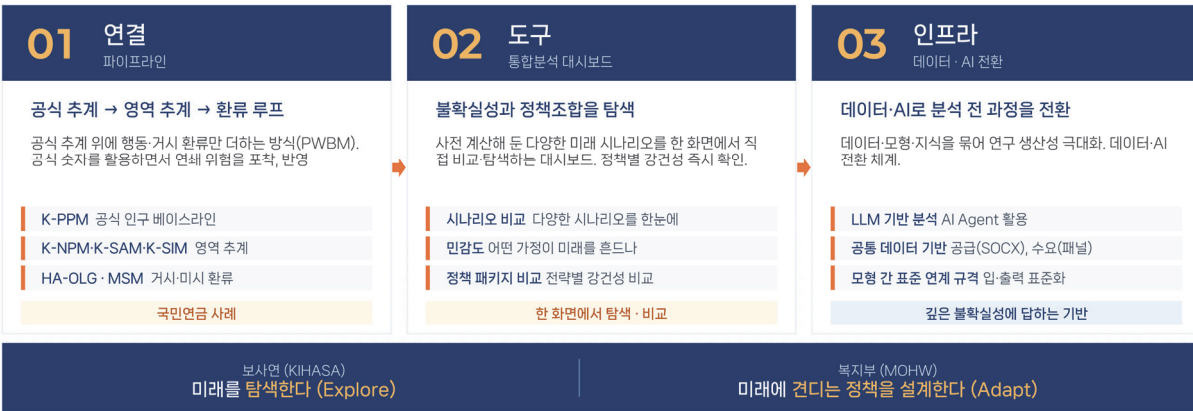 01 연결
파이프라인
공식 추계 → 영역 추계 → 환류 루프
공식 추계 위에 행동·거시 환류만 더하는 방식(PWBM).
공식 숫자를 활용하면서 연쇄 위험을 포착, 반영
K-PPM 공식 인구 베이스라인
K-NPM·K-SAM·K-SIM 영역 추계
HA-OLG · MSM 거시·미시 환류
국민연금 사례
02 도구
통합분석 대시보드
불확실성과 정책조합을 탐색
사전 계산해 둔 다양한 미래 시나리오를 한 화면에서 직
접 비교·탐색하는 대시보드. 정책별 강건성 즉시 확인.
시나리오 비교 다양한 시나리오를 한눈에
민감도 어떤 가정이 미래를 흔드나
정책 패키지 비교 전략별 강건성 비교
한 화면에서 탐색 · 비교
03 인프라
데이터 · AI 전환
데이터·AI로 분석 전 과정을 전환
데이터·모형·지식을 묶어 연구 생산성 극대화. 데이터·AI
전환 체계.
LLM 기반 분석 AI Agent 활용
공통 데이터 기반 공급(SOCX), 수요(패널)
모형 간 표준 연계 규격 입·출력 표준화
깊은 불확실성에 답하는 기반
보사연 (KIHASA)
미래를 탐색한다 (Explore)
복지부 (MOHW)
미래에 견디는 정책을 설계한다 (Adapt)